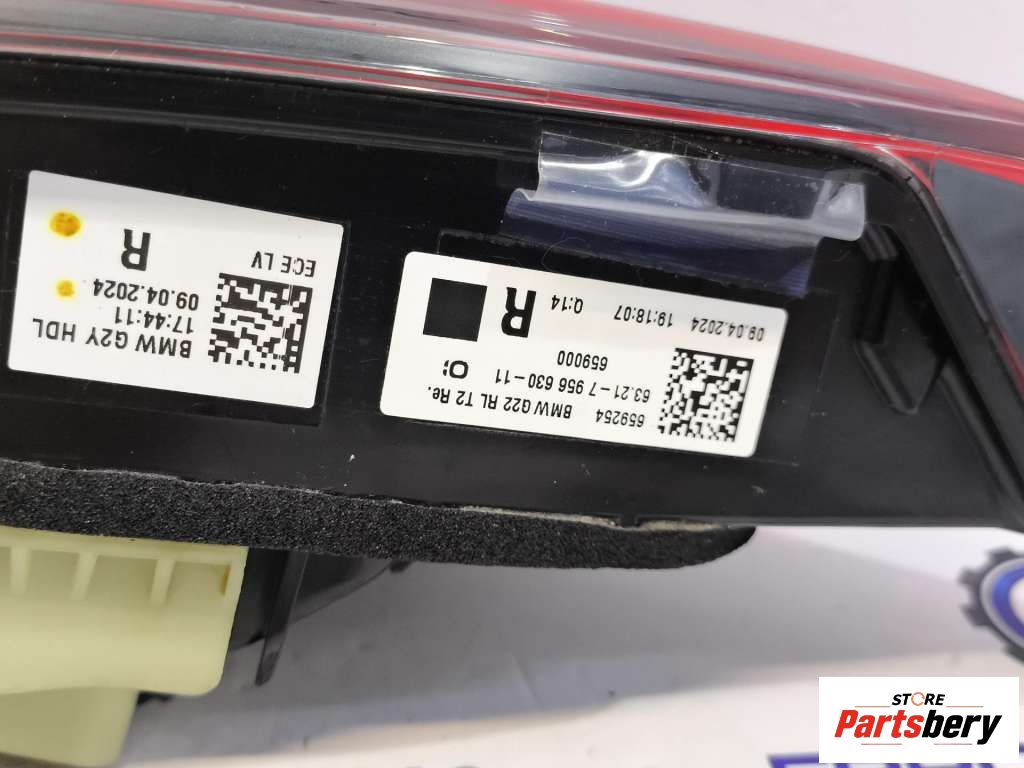 BMW G2Y HDL
17:44:11
09.04.2024
ECE LV
R
659254
BMW G22 RL T2 Re.
63.21-7 956 630-11
659000
09.04.2024 19:18:07 Q:14
R
STORE
Partsbery